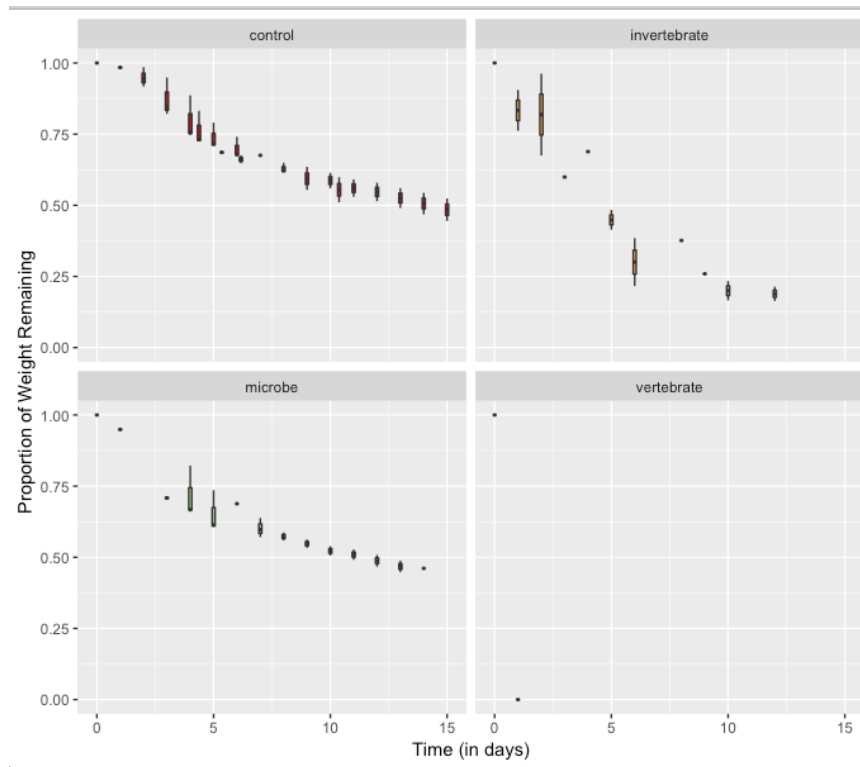 control
invertebrate
1.00
0.75
0.50
0.25
0.00
microbe
vertebrate
1.00
0.75
0.50
0.25
0.00
Proportion of Weight Remaining
0 5 10 15 0 5 10 15
Time (in days)